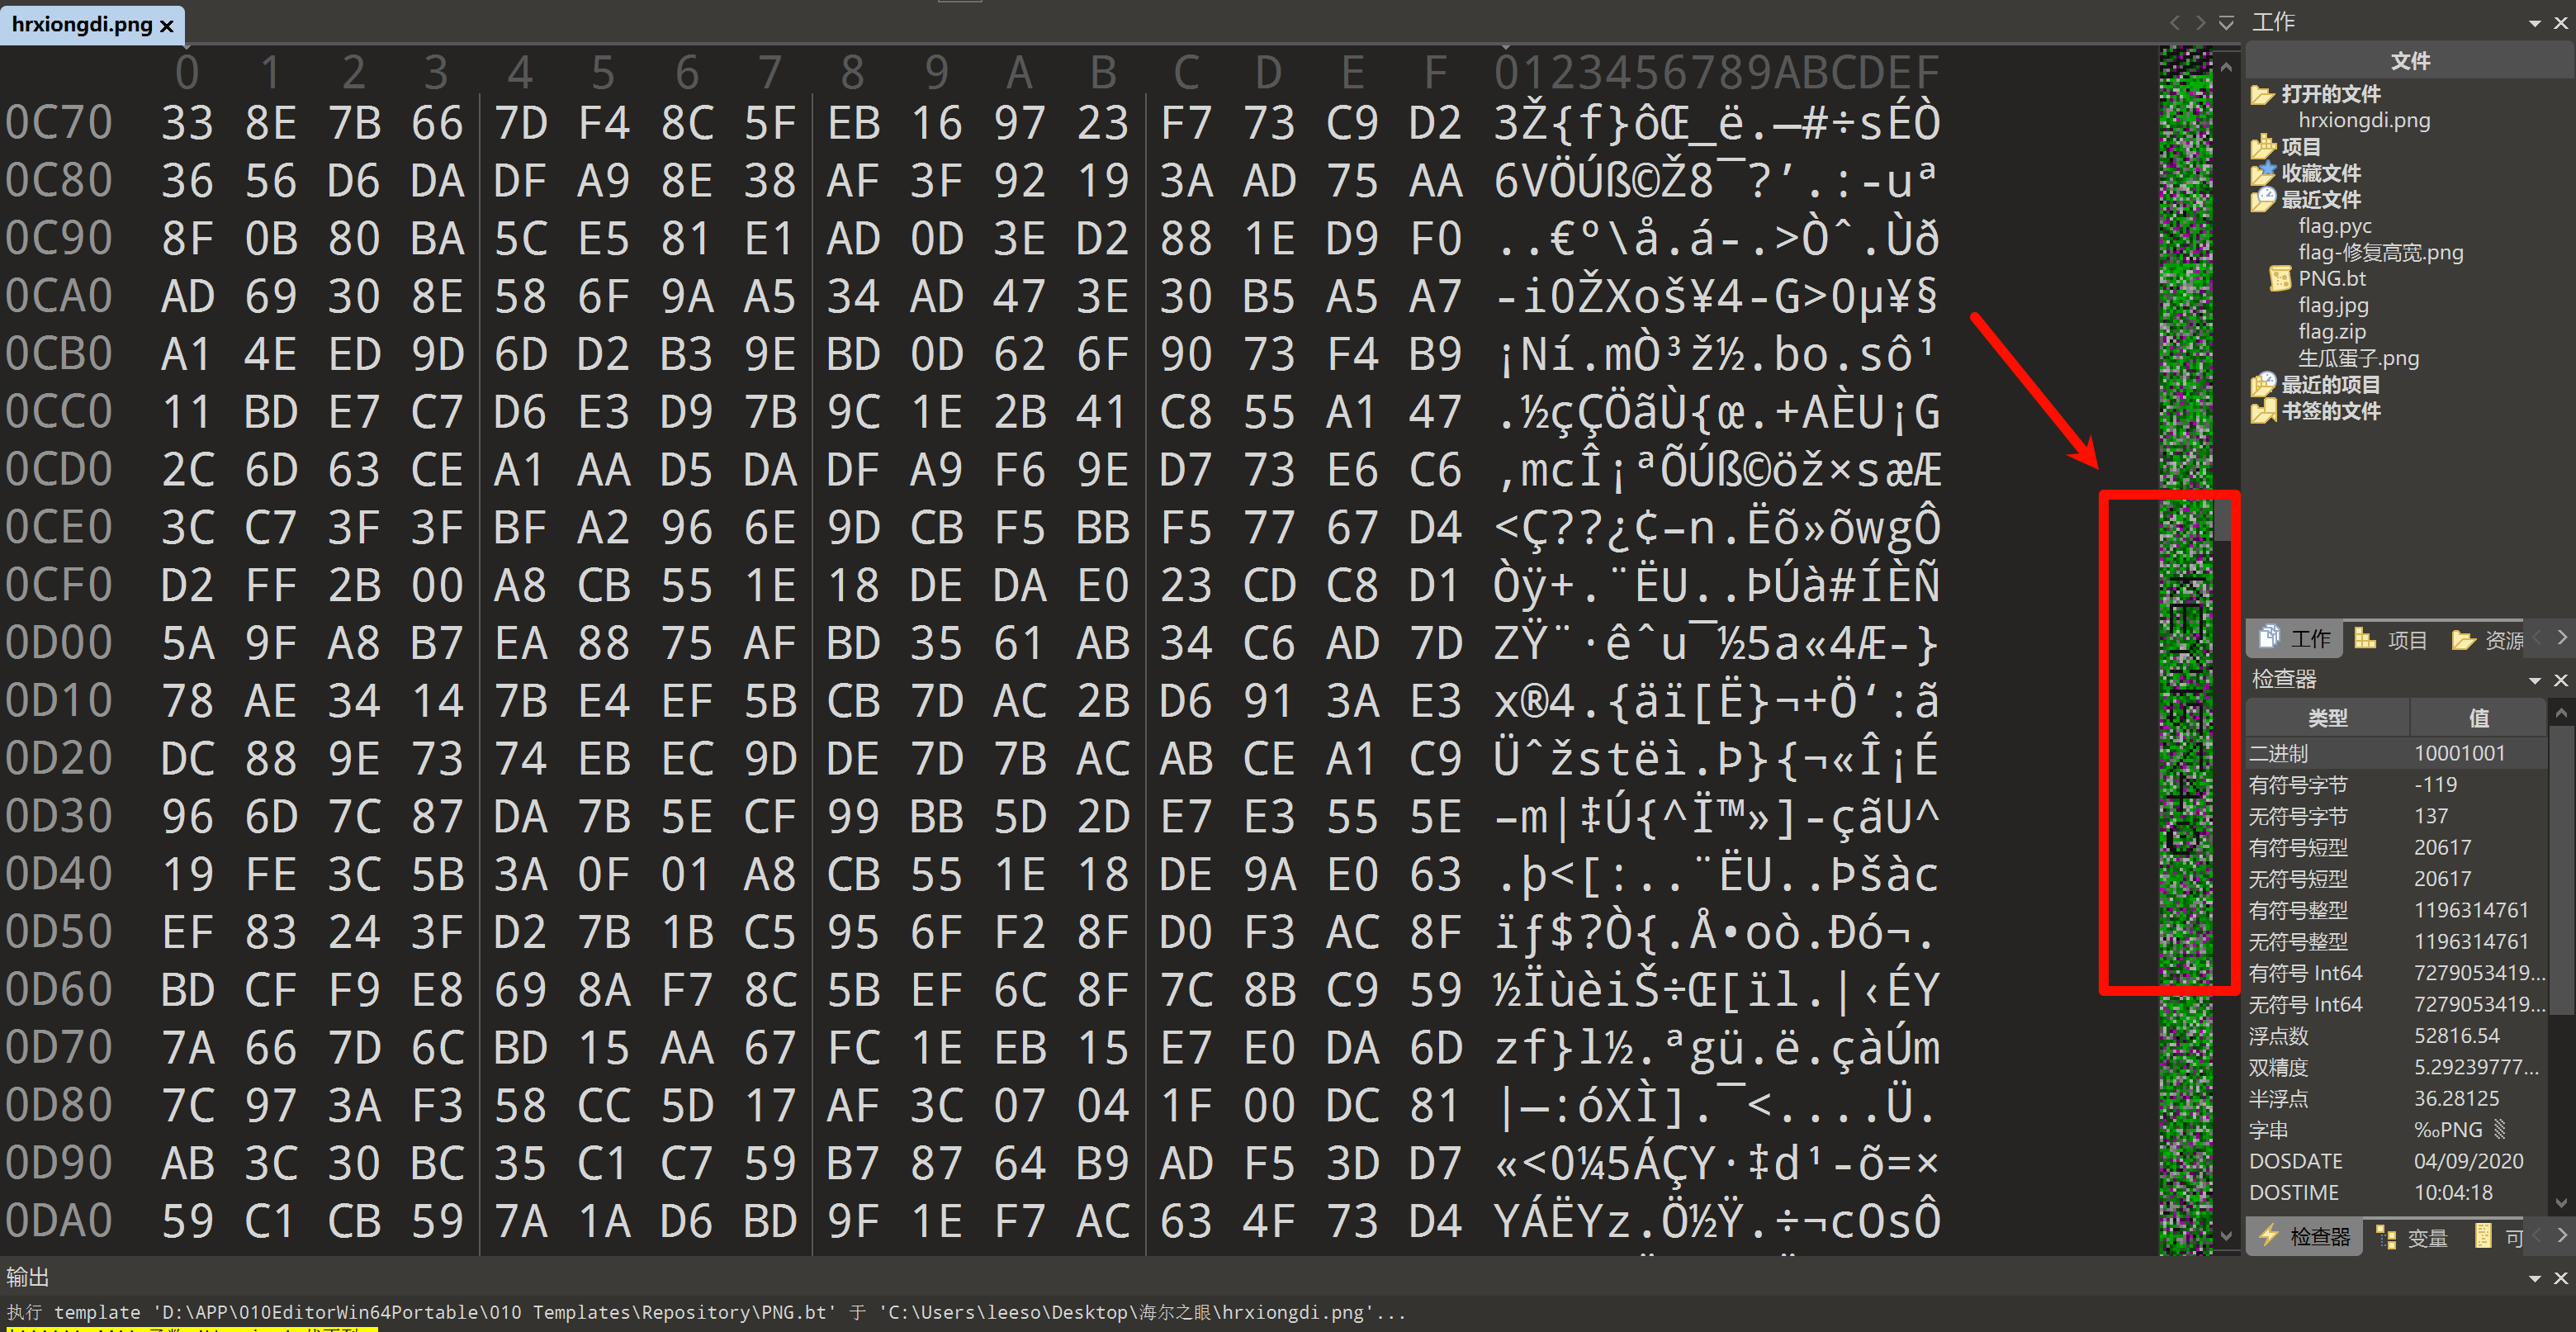 hrxiongdi.png
0 1 2 3 4 5 6 7 8 9 A B C D E F 0123456789ABCDEF
0C70 33 8E 7B 66 7D F4 8C 5F EB 16 97 23 F7 73 C9 D2 3Ž{f}ôŒ_ë.—#÷sÉÒ
0C80 36 56 D6 DA DF A9 8E 38 AF 3F 92 19 3A AD 75 AA 6VÖÚß©Ž8¯?’.:-uª
0C90 8F 0B 80 BA 5C E5 81 E1 AD 0D 3E D2 88 1E D9 F0 ..€º\å.á-.>Òˆ.Ùð
0CA0 AD 69 30 8E 58 6F 9A A5 34 AD 47 3E 30 B5 A5 A7 -i0ŽXoš¥4-G>0µ¥§
0CB0 A1 4E ED 9D 6D D2 B3 9E BD 0D 62 6F 90 73 F4 B9 ¡Ní.mÒ³ž½.bo.sô¹
0CC0 11 BD E7 C7 D6 E3 D9 7B 9C 1E 2B 41 C8 55 A1 47 .½çÇÖãÙ{œ.+AÈU¡G
0CD0 2C 6D 63 CE A1 AA D5 DA DF A9 F6 9E D7 73 E6 C6 ,mcÎ¡ªÕÚß©öž×sæÆ
0CE0 3C C7 3F 3F BF A2 96 6E 9D CB F5 BB F5 77 67 D4 <Ç??¿¢–n.Ëõ»õwgÔ
0CF0 D2 FF 2B 00 A8 CB 55 1E 18 DE DA E0 23 CD C8 D1 Òÿ+.¨ËU..ÞÚà#ÍÈÑ
0D00 5A 9F A8 B7 EA 88 75 AF BD 35 61 AB 34 C6 AD 7D ZŸ¨·êˆu¯½5a«4Æ-}
0D10 78 AE 34 14 7B E4 EF 5B CB 7D AC 2B D6 91 3A E3 x®4.{äï[Ë}¬+Ö‘:ã
0D20 DC 88 9E 73 74 EB EC 9D DE 7D 7B AC AB CE A1 C9 Üˆžstëì.Þ}{¬«Î¡É
0D30 96 6D 7C 87 DA 7B 5E CF 99 BB 5D 2D E7 E3 55 5E –m|‡Ú{^Ï™»]-çãU^
0D40 19 FE 3C 5B 3A 0F 01 A8 CB 55 1E 18 DE 9A E0 63 .þ<[:..¨ËU..Þšàc
0D50 EF 83 24 3F D2 7B 1B C5 95 6F F2 8F D0 F3 AC 8F ïƒ$?Ò{.Å•oò.Ðó¬.
0D60 BD CF F9 E8 69 8A F7 8C 5B EF 6C 8F 7C 8B C9 59 ½ÏùèiŠ÷Œ[ïl.|‹ÉY
0D70 7A 66 7D 6C BD 15 AA 67 FC 1E EB 15 E7 E0 DA 6D zf}l½.ªgü.ë.çàÚm
0D80 7C 97 3A F3 58 CC 5D 17 AF 3C 07 04 1F 00 DC 81 |—:óXÌ].¯<....Ü.
0D90 AB 3C 30 BC 35 C1 C7 59 B7 87 64 B9 AD F5 3D D7 «<0¼5ÁÇY·‡d¹-õ=×
0DA0 59 C1 CB 59 7A 1A D6 BD 9F 1E F7 AC 63 4F 73 D4 YÁËYz.Ö½Ÿ.÷¬cOsÔ
工作
文件
打开的文件
hrxiongdi.png
项目
收藏文件
最近文件
flag.pyc
flag-修复高宽.png
PNG.bt
flag.jpg
flag.zip
生瓜蛋子.png
最近的项目
书签的文件
工作 项目 资源
检查器
类型 值
二进制 10001001
有符号字节 -119
无符号字节 137
有符号短型 20617
无符号短型 20617
有符号整型 1196314761
无符号整型 1196314761
有符号 Int64 7279053419...
无符号 Int64 7279053419...
浮点数 52816.54
双精度 5.29239777...
半浮点 36.28125
字串 ‰PNG
DOSDATE 04/09/2020
DOSTIME 10:04:18
检查器 变量 可
输出
执行 template 'D:\APP\010EditorWin64Portable\010 Templates\Repository\PNG.bt' 于 'C:\Users\leeso\Desktop\海尔之眼\hrxiongdi.png'...